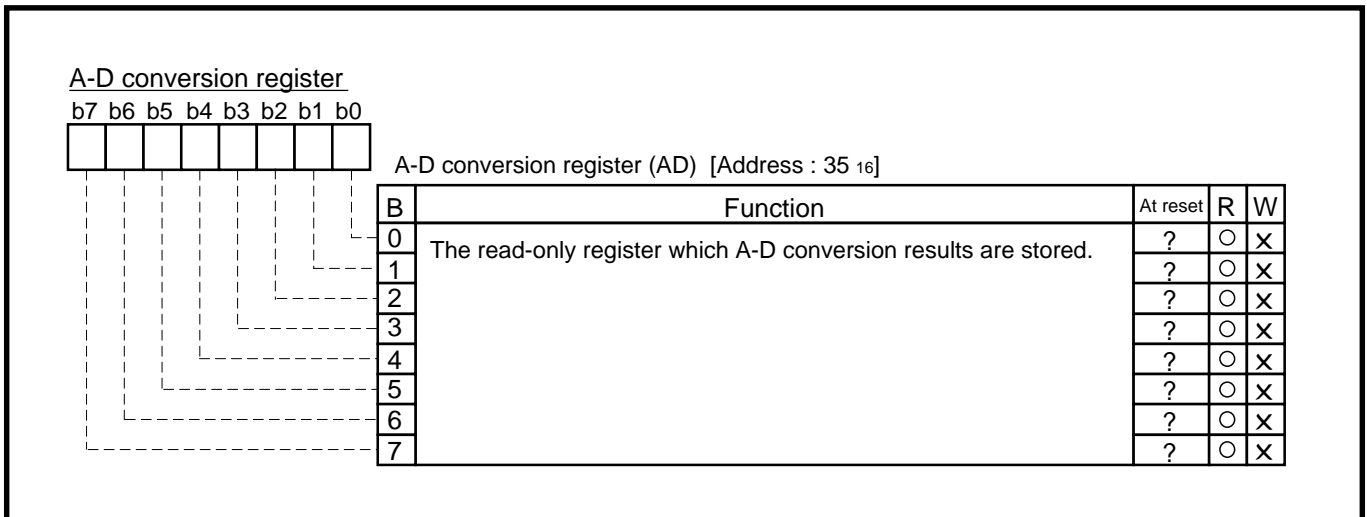 A-D conversion register
b7 b6 b5 b4 b3 b2 b1 b0
A-D conversion register (AD) [Address : 35 16]
B Function At reset R W
0 The read-only register which A-D conversion results are stored. ? O X
1 ? O X
2 ? O X
3 ? O X
4 ? O X
5 ? O X
6 ? O X
7 ? O X